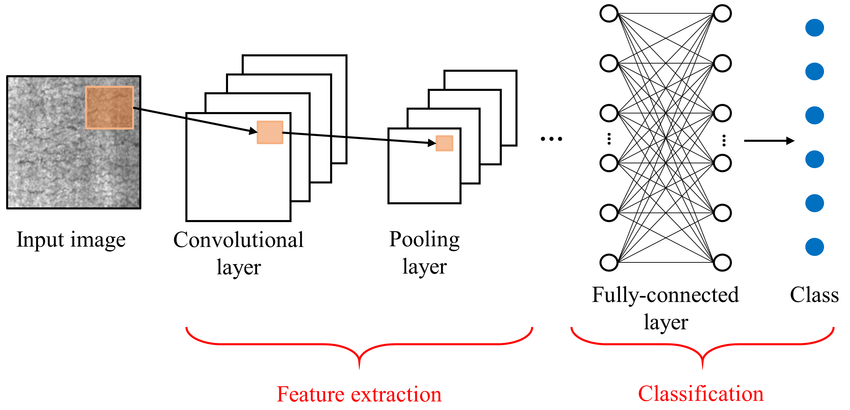 Input image
Convolutional
layer
Pooling
layer
...
Fully-connected
layer
Class
Feature extraction
Classification